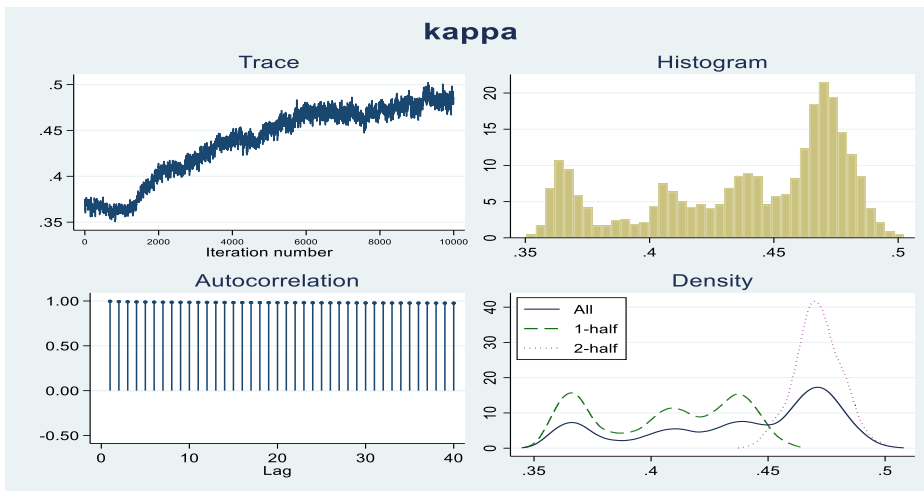 kappa
Trace
.5
.45
.4
.35
0 2000 4000 6000 8000 10000
Iteration number
Histogram
20
15
10
5
0
.35 .4 .45 .5
Autocorrelation
1.00
0.50
0.00
-0.50
0 10 20 30 40
Lag
Density
All
1-half
2-half
40
30
20
10
0
.35 .4 .45 .5